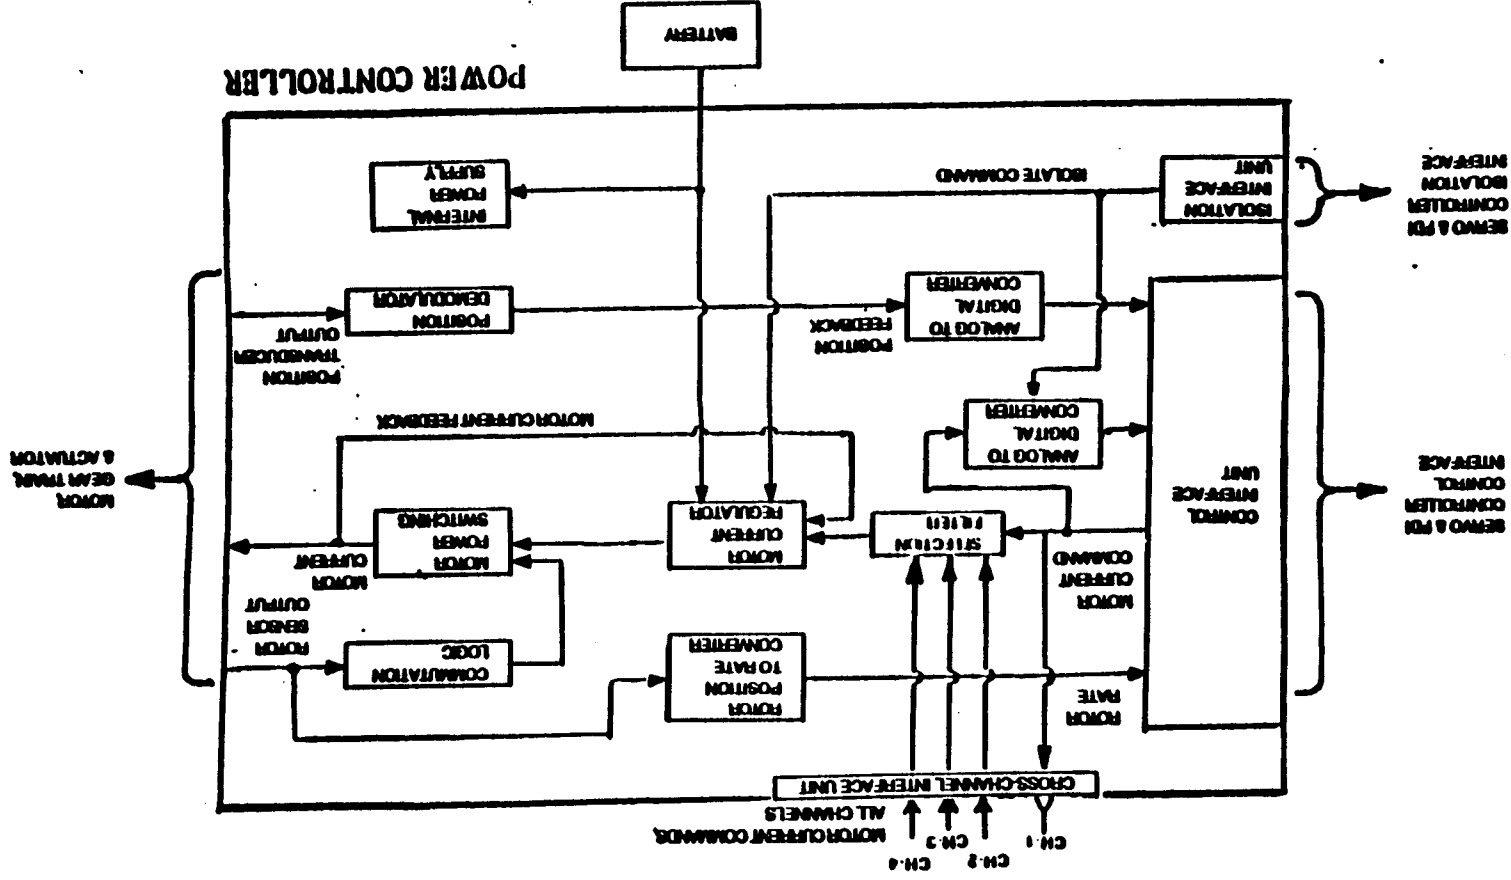 CH. 1
CH. 2
CH. 3
CH. 4
MOTOR CURRENT COMMANDS,
ALL CHANNELS
CROSS-CHANNEL INTERFACE UNIT
ROTOR
RATE
ROTOR
POSITION
TO RATE
CONVERTER
COMMUTATION
LOGIC
ROTOR
SENSOR
OUTPUT
SERVO & PDI
CONTROLLER
CONTROL
INTERFACE
CONTROL
UNIT INTERFACE
UNIT
MOTOR
CURRENT
COMMAND
SELECTION
FILTER
MOTOR
CURRENT
REGULATOR
MOTOR
POWER
SWITCHING
MOTOR
CURRENT
MOTOR,
GEAR TRAIN,
& ACTUATOR
ANALOG TO
DIGITAL
CONVERTER
MOTOR CURRENT FEEDBACK
ANALOG TO
DIGITAL
CONVERTER
POSITION
FEEDBACK
POSITION
DEMODULATOR
POSITION
TRANSDUCER
OUTPUT
SERVO & PDI
CONTROLLER
ISOLATION
INTERFACE
ISOLATION
INTERFACE
UNIT
ISOLATE COMMAND
INTERNAL
POWER
SUPPLY
POWER CONTROLLER
BATTERY